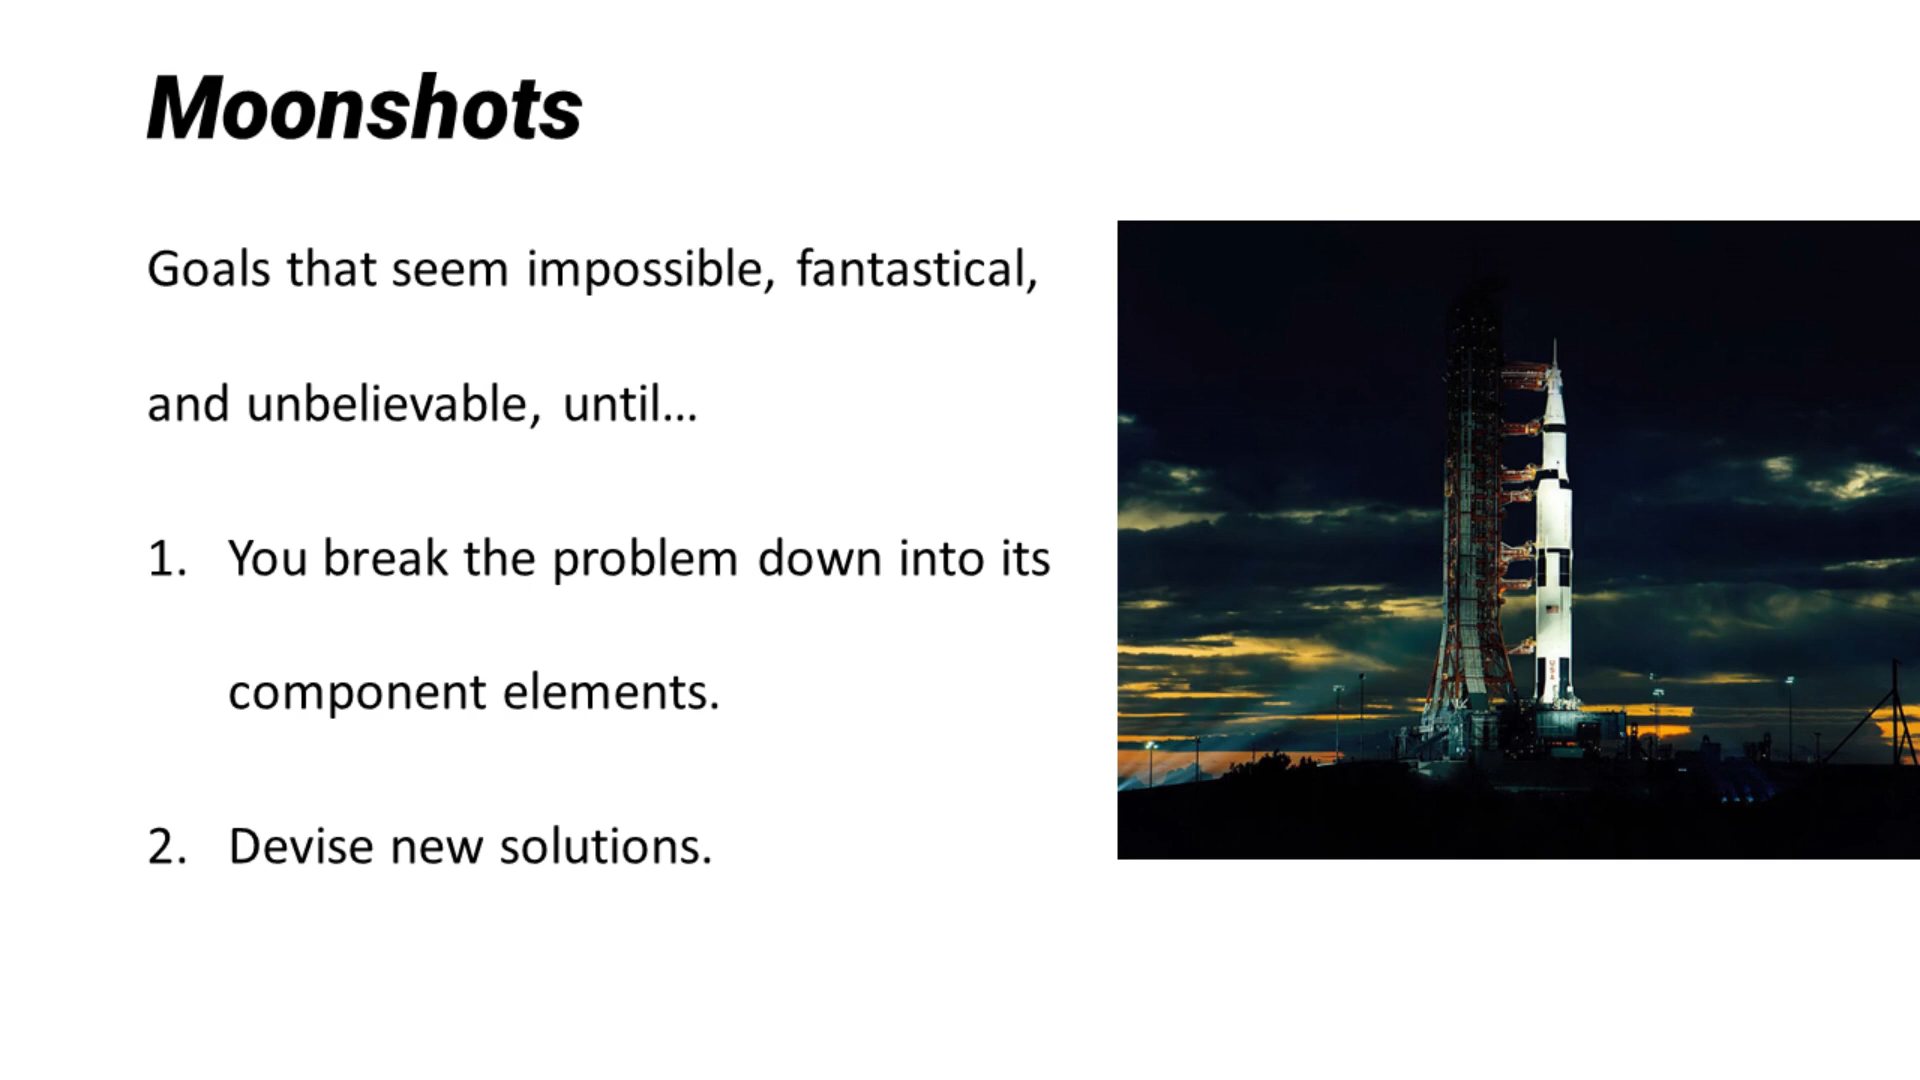 Moonshots
Goals that seem impossible, fantastical,
and unbelievable, until...
1. You break the problem down into its
component elements.
2. Devise new solutions.